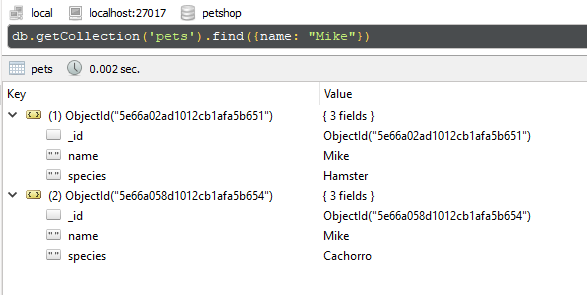 local localhost:27017 petshop
db.getCollection('pets').find({name: "Mike"})
pets 0.002 sec.
Key Value
(1) ObjectId("5e66a02ad1012cb1afa5b651") { 3 fields }
_id ObjectId("5e66a02ad1012cb1afa5b651")
" " name Mike
" " species Hamster
(2) ObjectId("5e66a058d1012cb1afa5b654") { 3 fields }
_id ObjectId("5e66a058d1012cb1afa5b654")
" " name Mike
" " species Cachorro